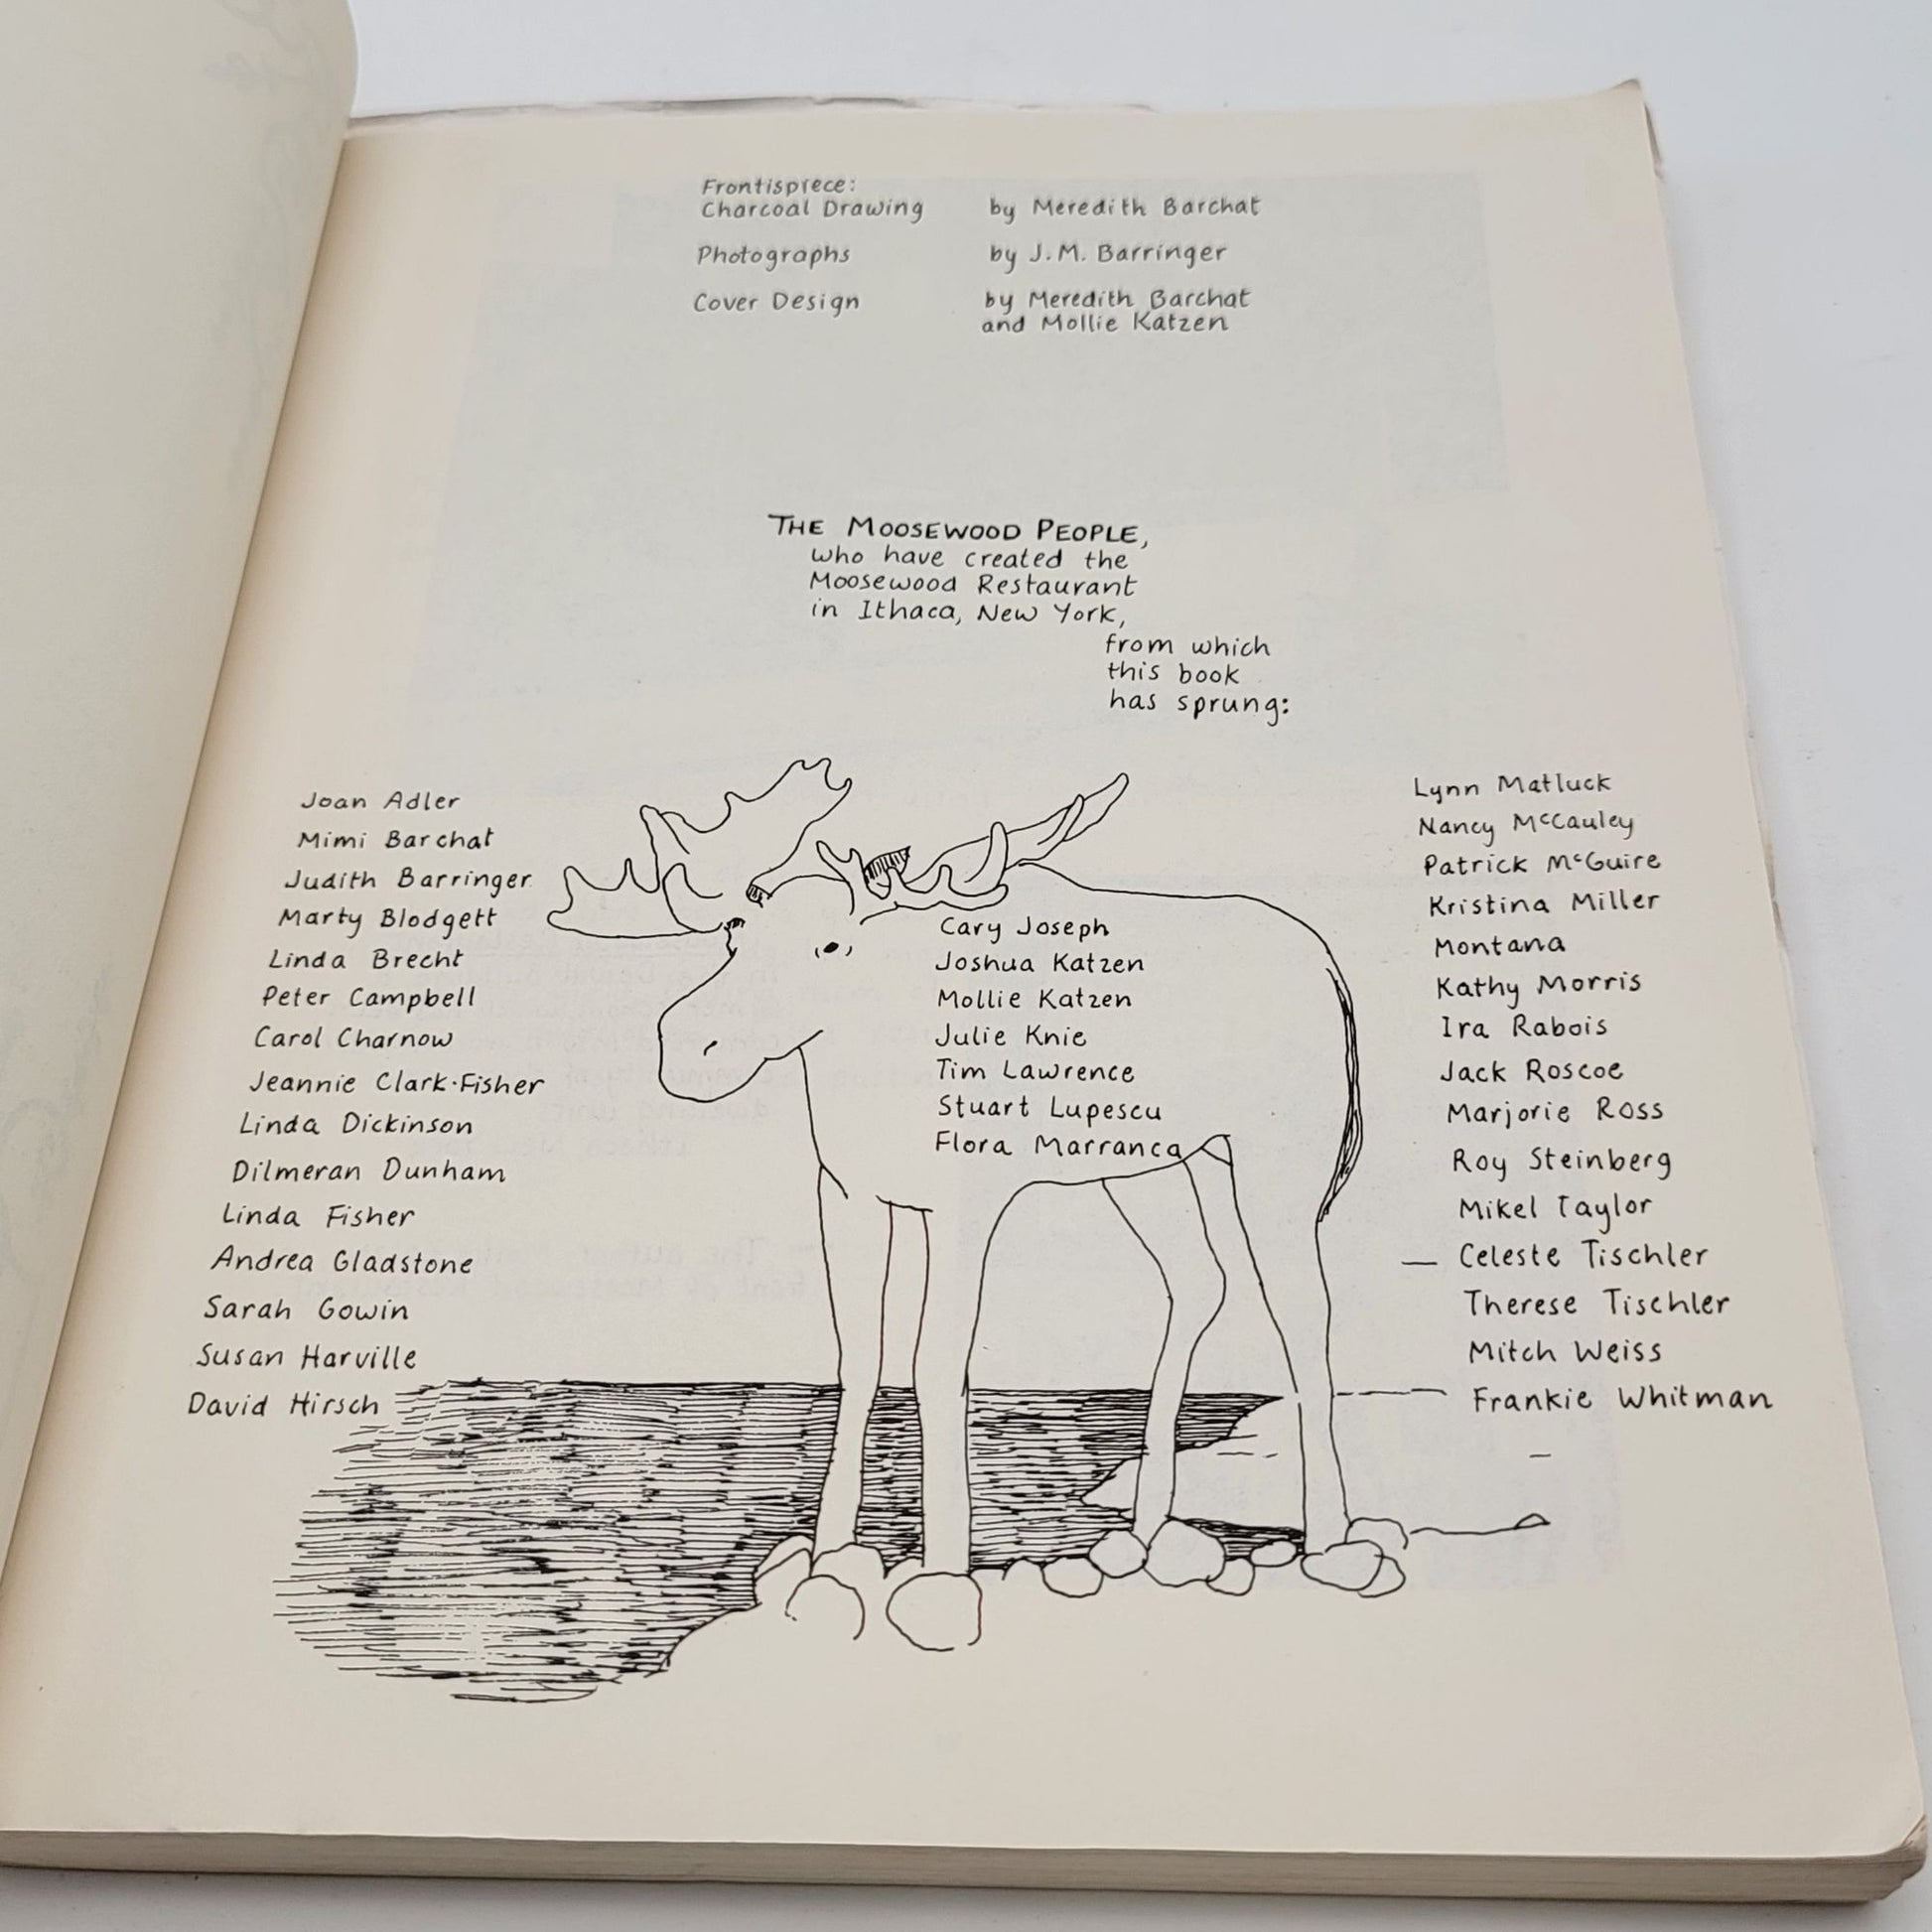 Frontispiece:
Charcoal Drawing by Meredith Barchat
Photographs by J.M. Barringer
Cover Design by Meredith Barchat
and Mollie Katzen
THE MOOSEWOOD PEOPLE,
who have created the
Moosewood Restaurant
in Ithaca, New York,
from which
this book
has sprung:
Joan Adler
Mimi Barchat
Judith Barringer
Marty Blodgett
Linda Brecht
Peter Campbell
Carol Charnow
Jeannie Clark-Fisher
Linda Dickinson
Dilmeran Dunham
Linda Fisher
Andrea Gladstone
Sarah Gowin
Susan Harville
David Hirsch
Cary Joseph
Joshua Katzen
Mollie Katzen
Julie Knie
Tim Lawrence
Stuart Lupescu
Flora Marranca
Lynn Matluck
Nancy McCauley
Patrick McGuire
Kristina Miller
Montana
Kathy Morris
Ira Rabois
Jack Roscoe
Marjorie Ross
Roy Steinberg
Mikel Taylor
Celeste Tischler
Therese Tischler
Mitch Weiss
Frankie Whitman